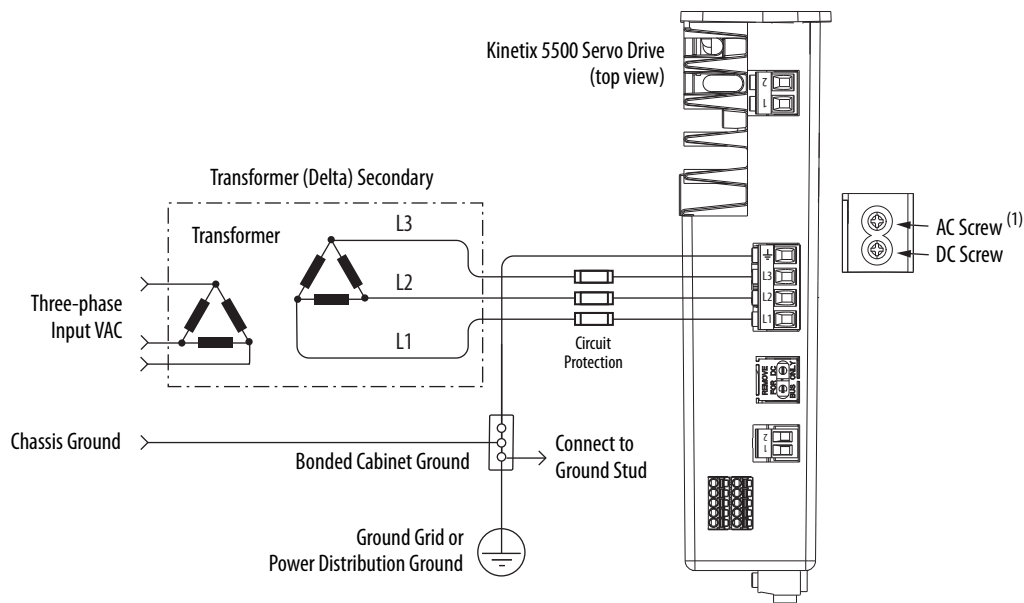 Kinetix 5500 Servo Drive
(top view)
2
1
Transformer (Delta) Secondary
Transformer
L3
L2
L1
Three-phase
Input VAC
Circuit
Protection
L3
L2
L1
AC Screw (1)
DC Screw
REMOVE
FOR DC
BUS ONLY
2
1
Chassis Ground
Bonded Cabinet Ground
Connect to
Ground Stud
Ground Grid or
Power Distribution Ground